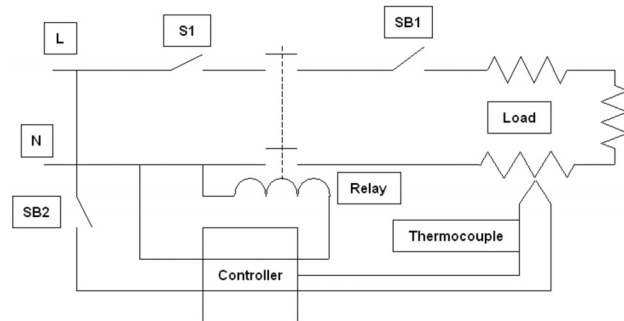 L
S1
SB1
Load
N
Relay
SB2
Thermocouple
Controller